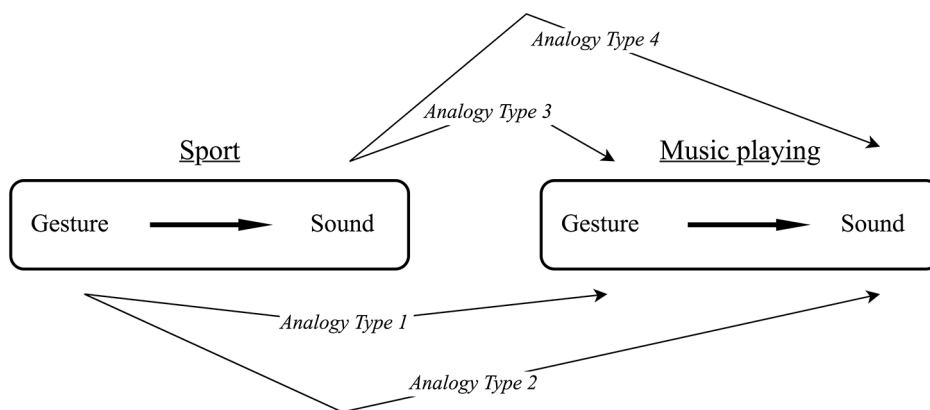 Analogy Type 4
Analogy Type 3
Sport
Music playing
Gesture
Sound
Gesture
Sound
Analogy Type 1
Analogy Type 2